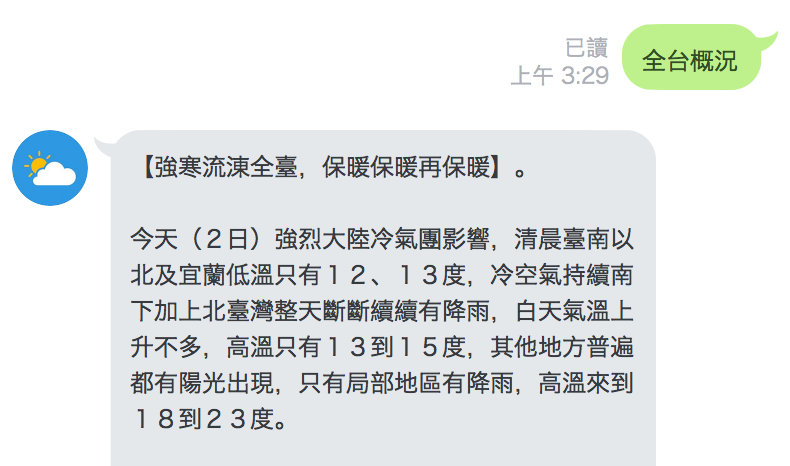 已讀
上午 3:29
全台概況
【強寒流涷全臺，保暖保暖再保暖】。
今天（２日）強烈大陸冷氣團影響，清晨臺南以
北及宜蘭低溫只有１２、１３度，冷空氣持續南
下加上北臺灣整天斷斷續續有降雨，白天氣溫上
升不多，高溫只有１３到１５度，其他地方普遍
都有陽光出現，只有局部地區有降雨，高溫來到
１８到２３度。